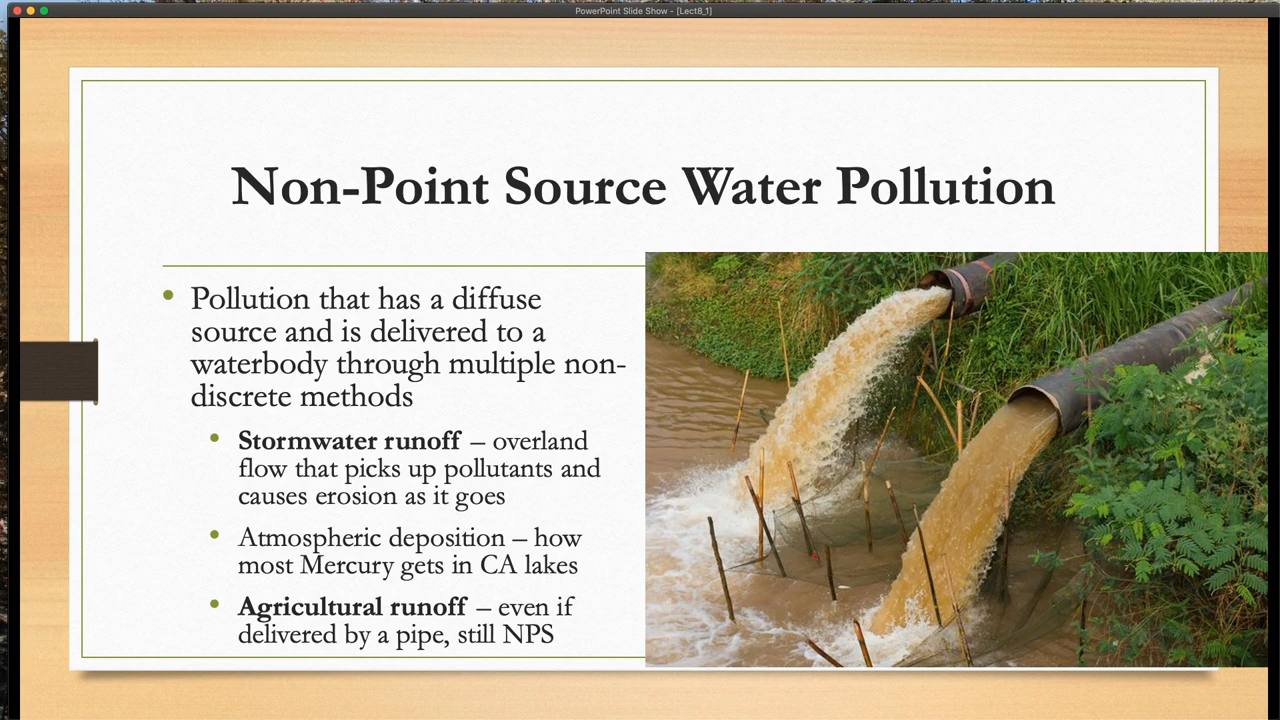 PowerPoint Slide Show - [Lect8_1]
Non-Point Source Water Pollution
• Pollution that has a diffuse
source and is delivered to a
waterbody through multiple non-
discrete methods
• Stormwater runoff – overland
flow that picks up pollutants and
causes erosion as it goes
• Atmospheric deposition – how
most Mercury gets in CA lakes
• Agricultural runoff – even if
delivered by a pipe, still NPS